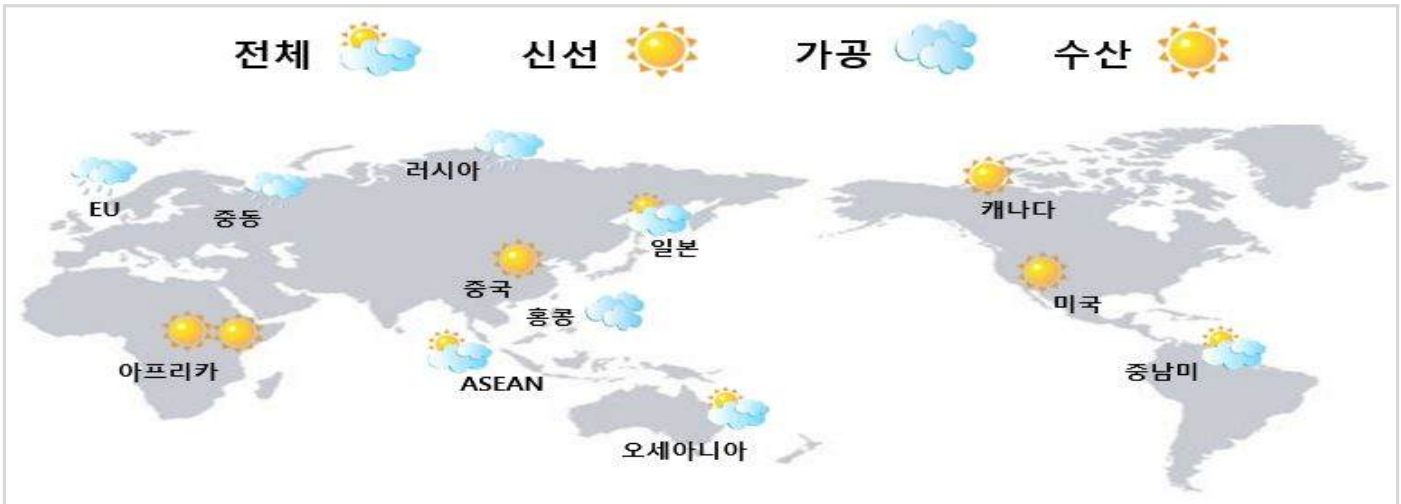 전체 신선 가공 수산
러시아
EU
중동
캐나다
일본
중국
미국
홍콩
아프리카
ASEAN
중남미
오세아니아